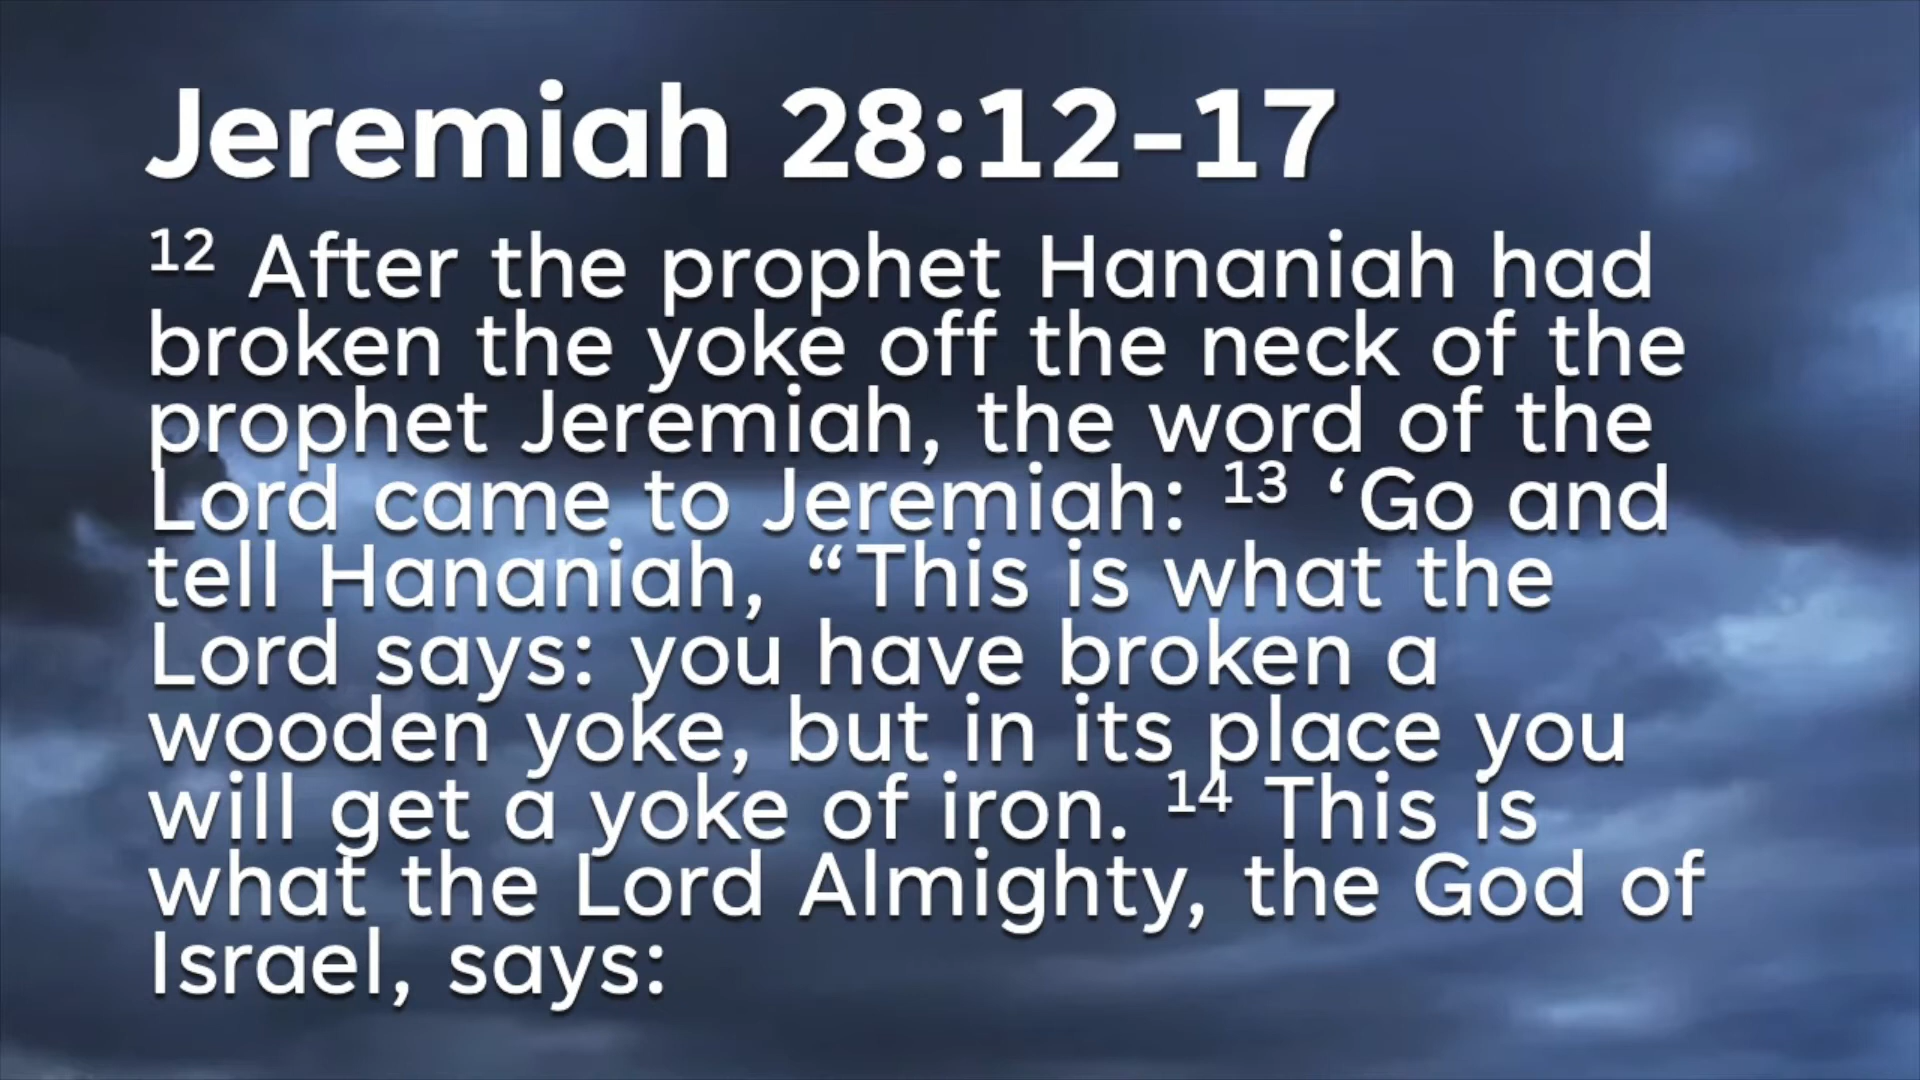 Jeremiah 28:12-17
12 After the prophet Hananiah had
broken the yoke off the neck of the
prophet Jeremiah, the word of the
Lord came to Jeremiah: 13 ‘Go and
tell Hananiah, “This is what the
Lord says: you have broken a
wooden yoke, but in its place you
will get a yoke of iron. 14 This is
what the Lord Almighty, the God of
Israel, says: